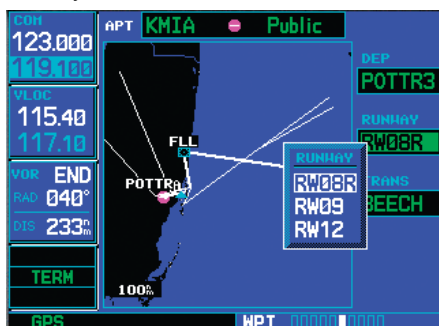 COM
123.000
119.100
VLOC
115.40
117.10
VOR END
RAD 040°
DIS 233nm
TERM
GPS
APT KMIA Public
FLL
POTTR
100nm
RUNWAY
RW08R
RW09
RW12
DEP
POTTR3
RUNWAY
RW08R
TRANS
BEECH
WPT